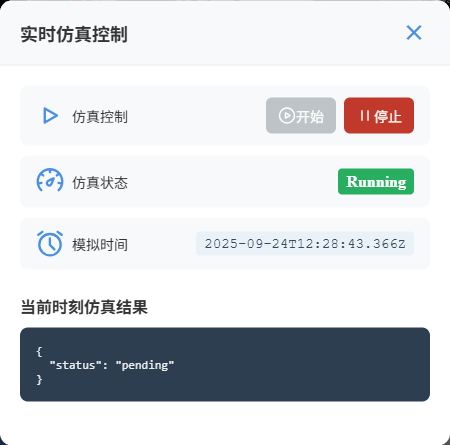 实时仿真控制
仿真控制 开始 停止
仿真状态 Running
模拟时间 2025-09-24T12:28:43.366Z
当前时刻仿真结果
{
"status": "pending"
}